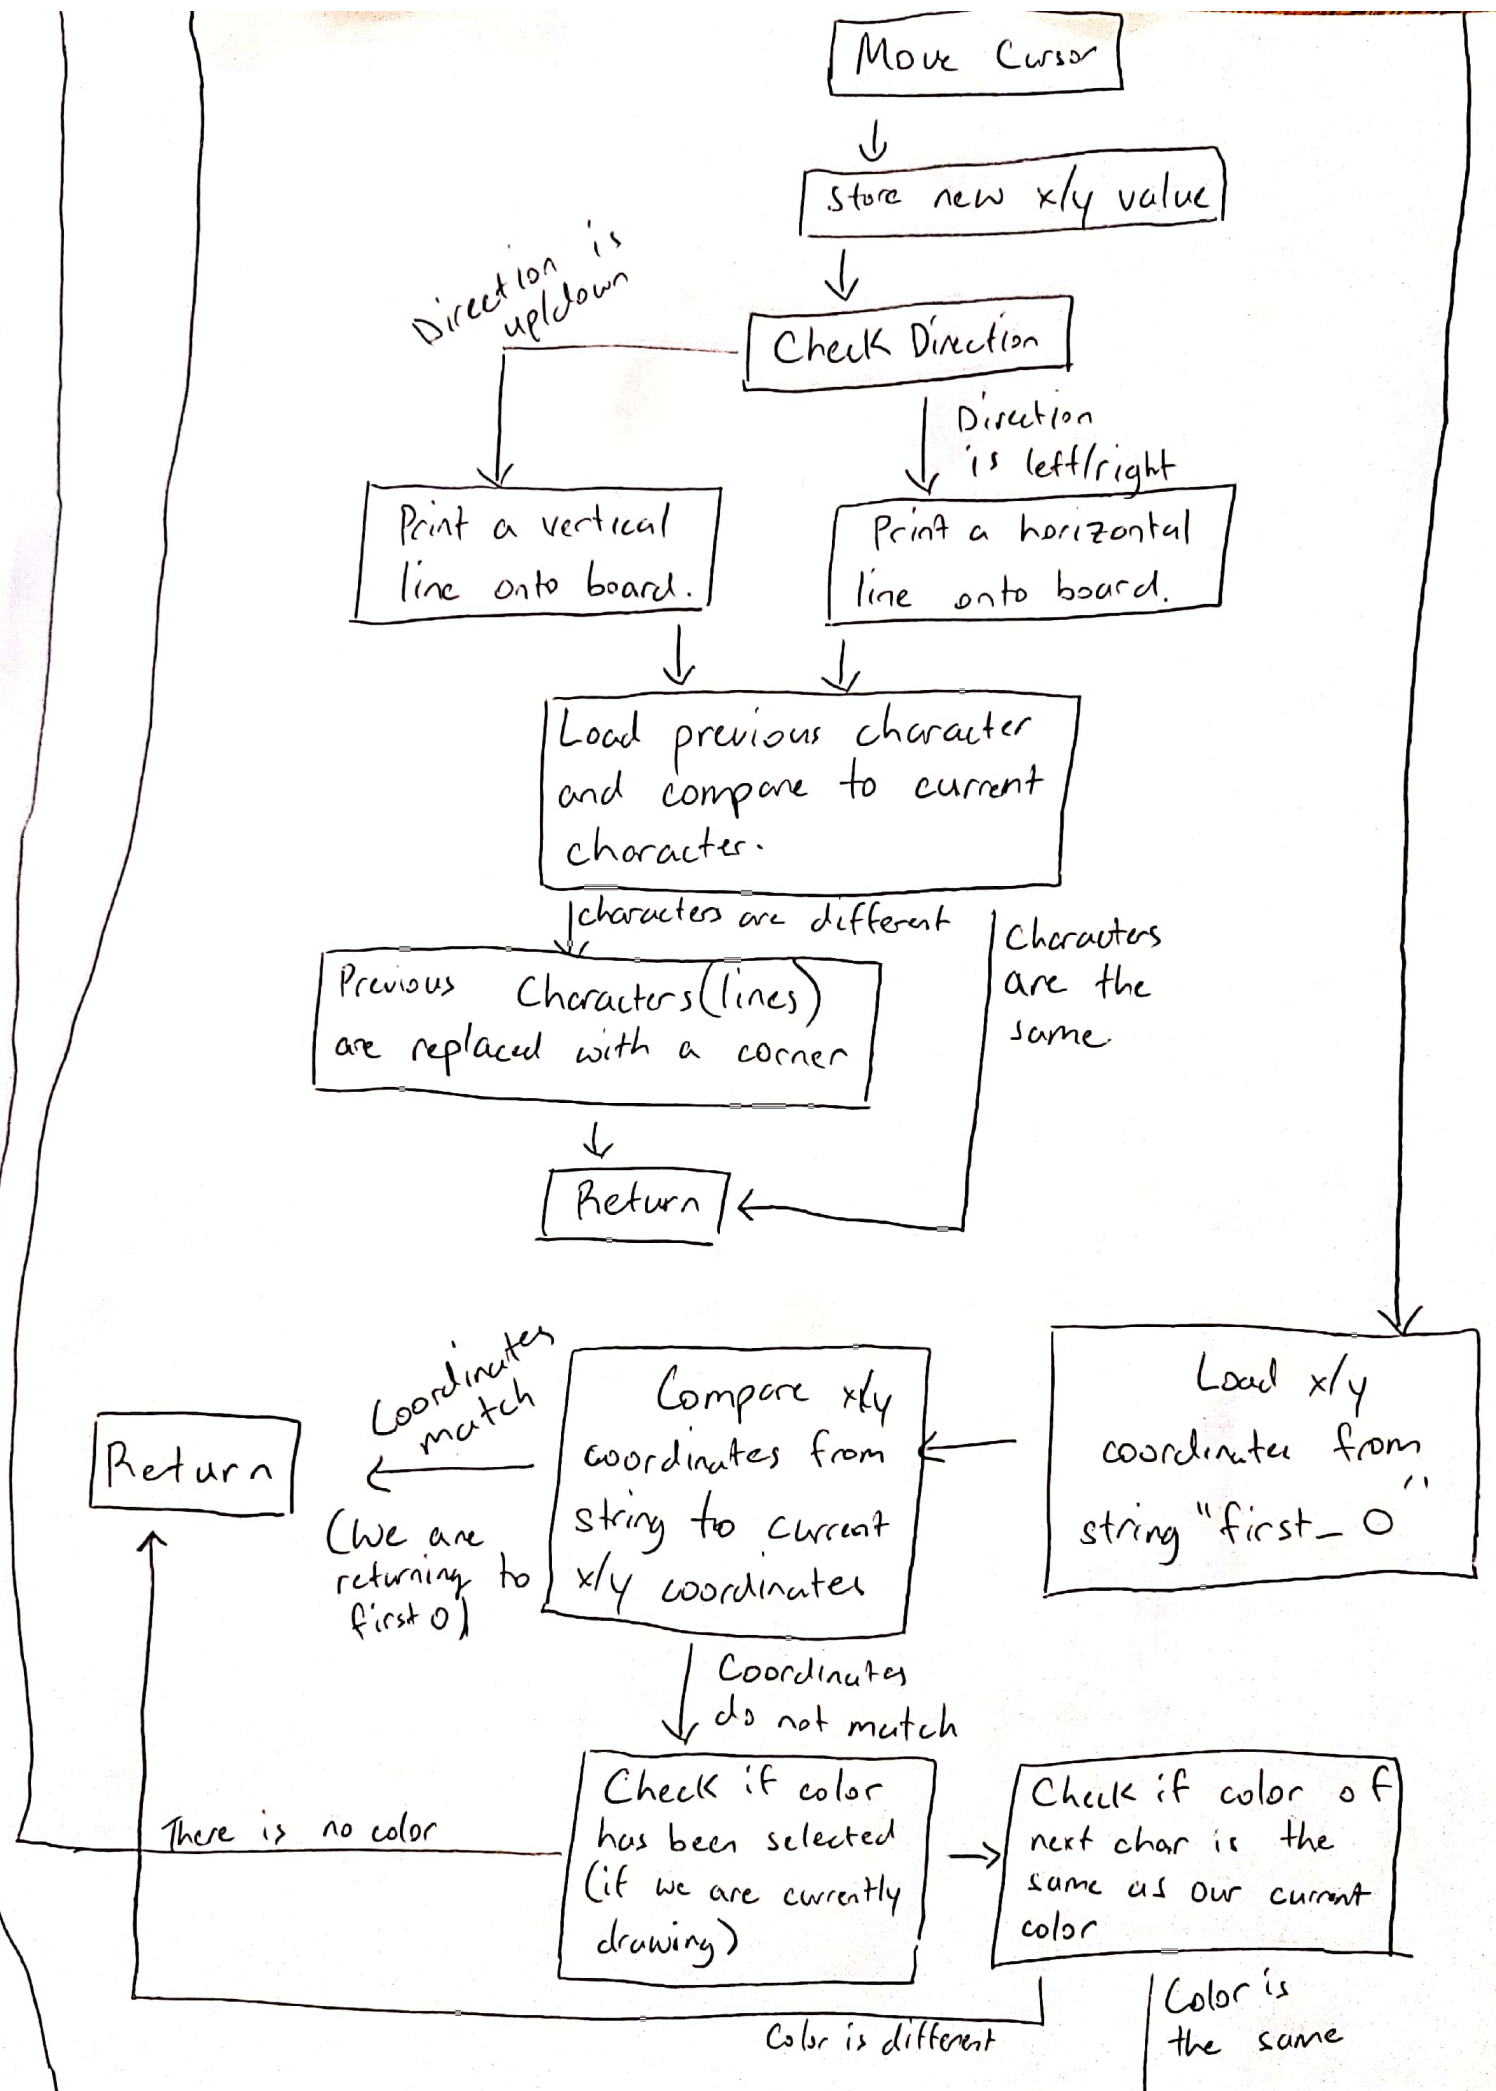 Move Cursor
store new x/y value
Direction is
up/down
Check Direction
Direction
is left/right
Print a vertical
line onto board.
Print a horizontal
line onto board.
Load previous character
and compare to current
character.
characters are different
Characters
are the
same.
Previous Characters (lines)
are replaced with a corner
Return
Load x/y
coordinates from
string "first_0"
Compare x/y
coordinates from
string to current
x/y coordinates
Coordinates
match
(We are
returning to
first 0)
Return
Coordinates
do not match
Check if color
has been selected
(if we are currently
drawing)
There is no color
Check if color of
next char is the
same as our current
color
Color is different
Color is
the same